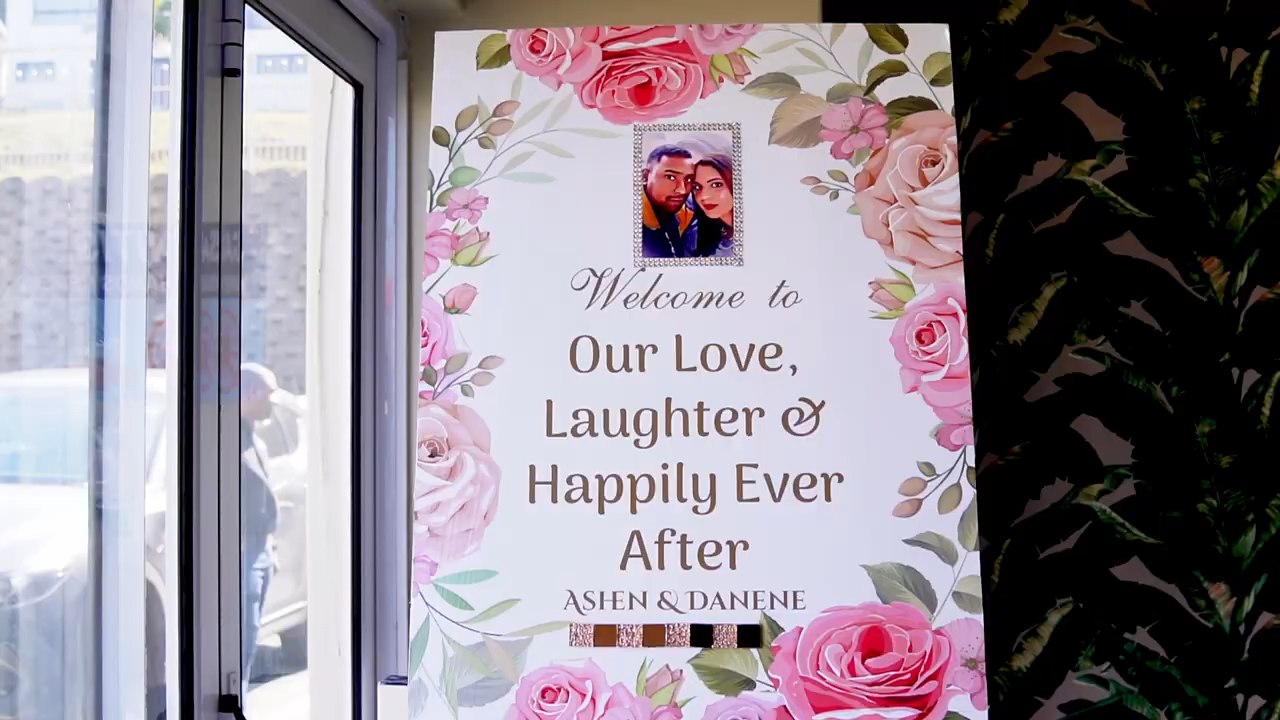 Welcome to
Our Love,
Laughter &
Happily Ever
After
ASHEN & DANENE